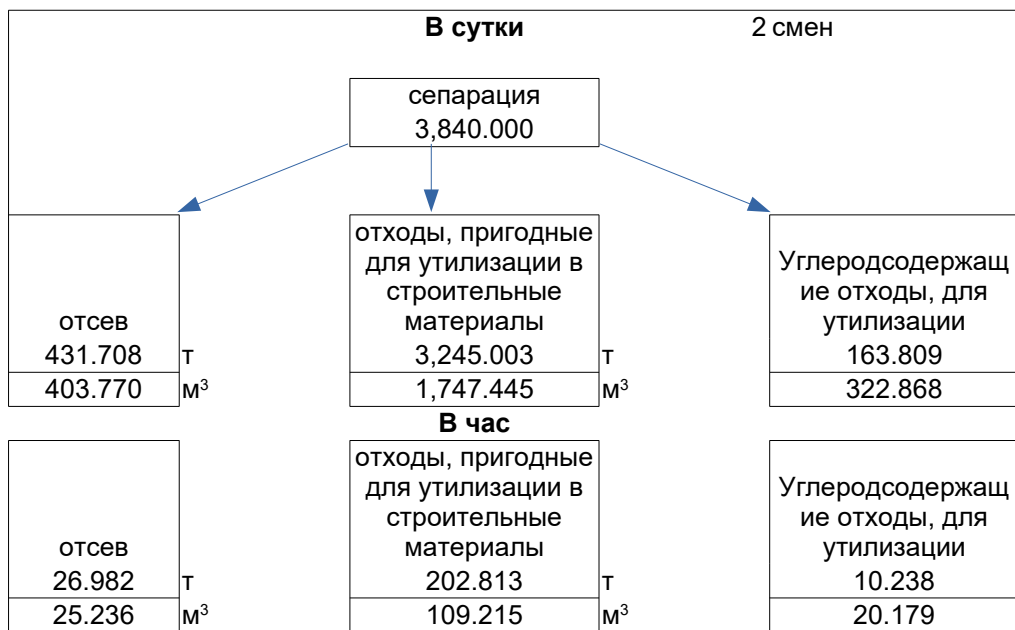 В сутки 2 смен
сепарация
3,840.000
отсев
431.708 т
403.770 м³
отходы, пригодные
для утилизации в
строительные
материалы
3,245.003 т
1,747.445 м³
Углеродсодержащ
ие отходы, для
утилизации
163.809
322.868
В час
отсев
26.982 т
25.236 м³
отходы, пригодные
для утилизации в
строительные
материалы
202.813 т
109.215 м³
Углеродсодержащ
ие отходы, для
утилизации
10.238
20.179